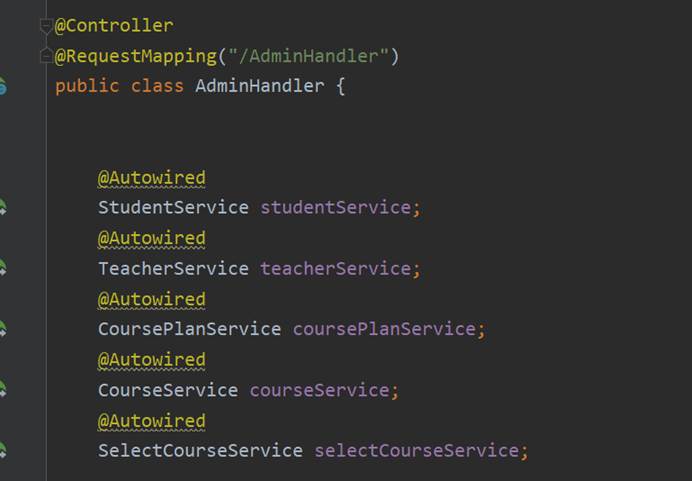 @Controller
@RequestMapping("/AdminHandler")
public class AdminHandler {
@Autowired
StudentService studentService;
@Autowired
TeacherService teacherService;
@Autowired
CoursePlanService coursePlanService;
@Autowired
CourseService courseService;
@Autowired
SelectCourseService selectCourseService;